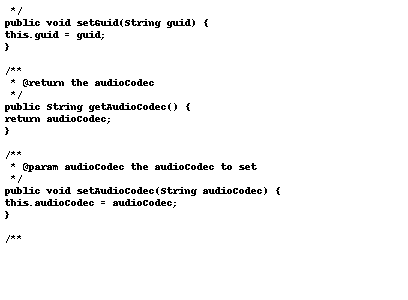 */
public void setGuid(String guid) {
this.guid = guid;
}

/**
 * @return the audioCodec
 */
public String getAudioCodec() {
return audioCodec;
}

/**
 * @param audioCodec the audioCodec to set
 */
public void setAudioCodec(String audioCodec) {
this.audioCodec = audioCodec;
}

/**